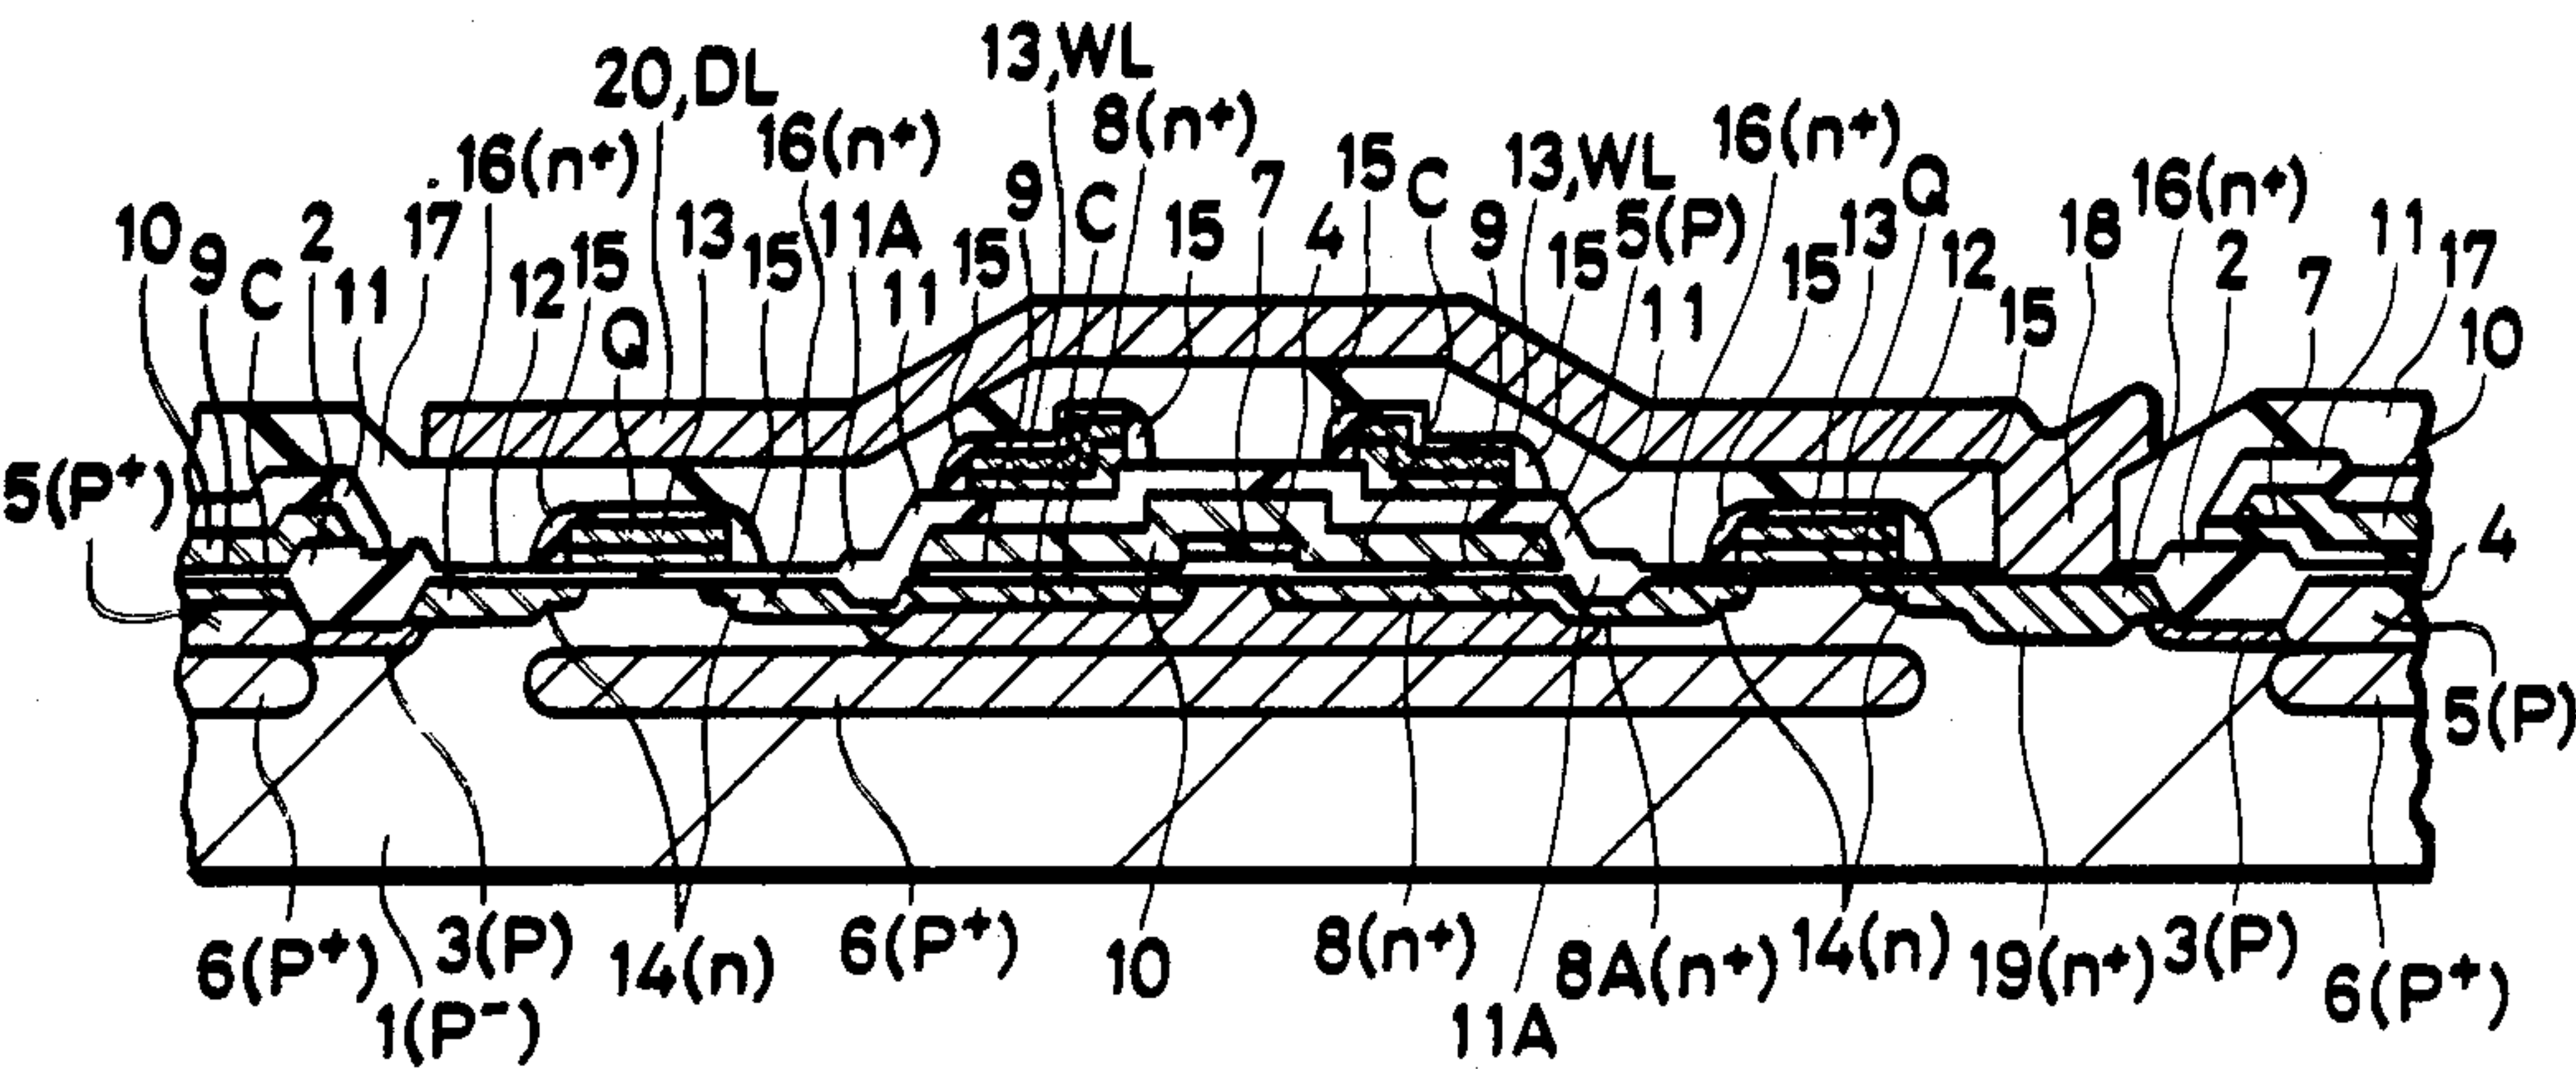 13,WL
20,DL
8(n+)
16(n+)
16(n+)
9
C
15
7
4
15
C
13,WL
9
15
5(P)
16(n+)
Q
13
15
12
15
18
16(n+)
2
7
11
17
10
10
9
C
2
11
17
12
15
Q
13
15
11A
11
15
11
5(P+)
4
5(P)
6(P+)
1(P-)
3(P)
14(n)
6(P+)
10
8(n+)
11A
8A(n+)
14(n)
19(n+)
3(P)
6(P+)